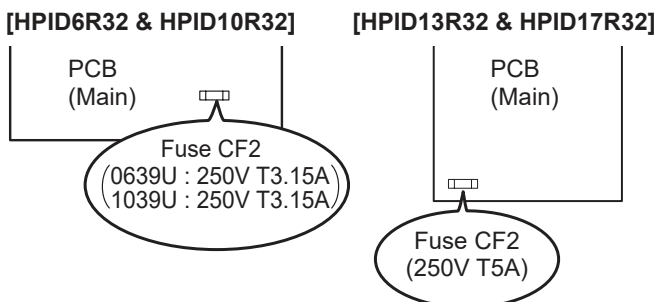 [HPID6R32 & HPID10R32]
PCB
(Main)
Fuse CF2
(0639U : 250V T3.15A
1039U : 250V T3.15A)
[HPID13R32 & HPID17R32]
PCB
(Main)
Fuse CF2
(250V T5A)